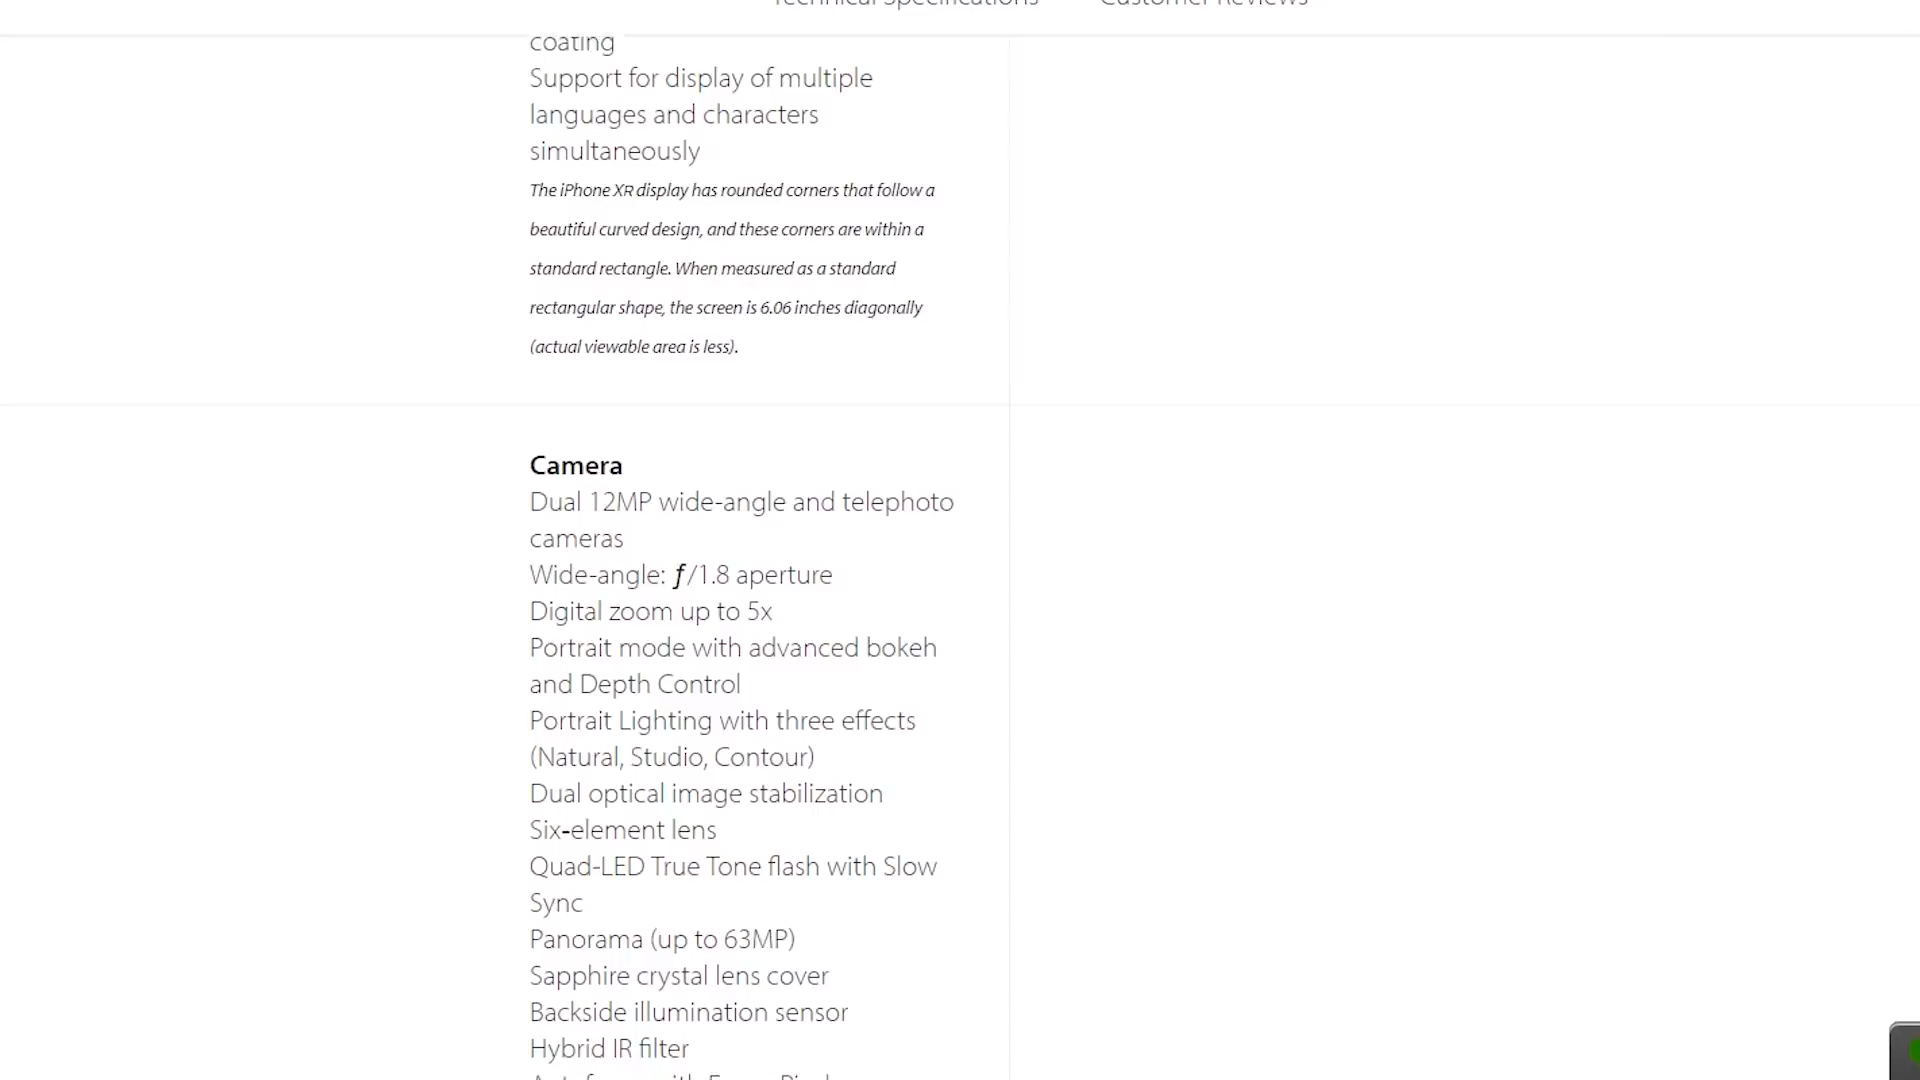 Technical Specifications Customer Reviews
coating
Support for display of multiple
languages and characters
simultaneously
The iPhone XR display has rounded corners that follow a
beautiful curved design, and these corners are within a
standard rectangle. When measured as a standard
rectangular shape, the screen is 6.06 inches diagonally
(actual viewable area is less).
Camera
Dual 12MP wide-angle and telephoto
cameras
Wide-angle: ƒ/1.8 aperture
Digital zoom up to 5x
Portrait mode with advanced bokeh
and Depth Control
Portrait Lighting with three effects
(Natural, Studio, Contour)
Dual optical image stabilization
Six‑element lens
Quad-LED True Tone flash with Slow
Sync
Panorama (up to 63MP)
Sapphire crystal lens cover
Backside illumination sensor
Hybrid IR filter